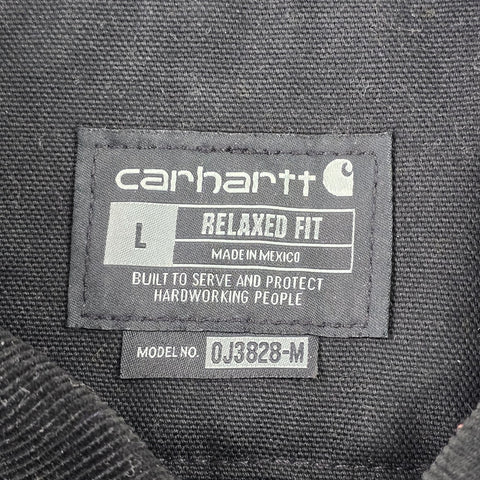 carhartt
L
RELAXED FIT
MADE IN MEXICO
BUILT TO SERVE AND PROTECT
HARDWORKING PEOPLE
MODEL NO. OJ3828-M